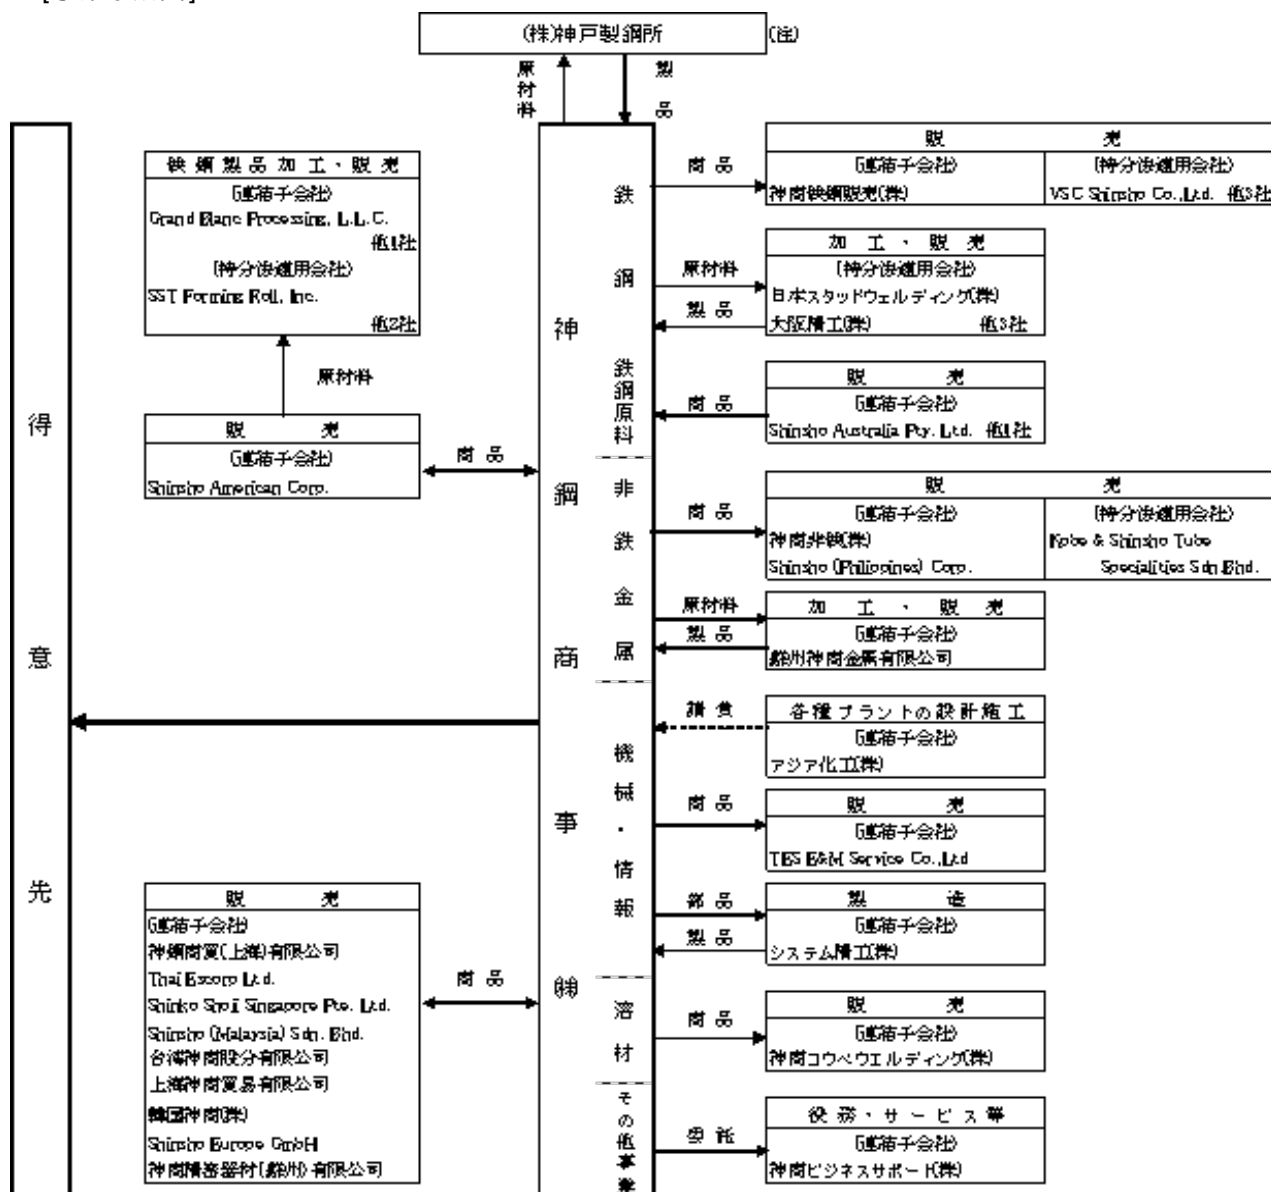 (株)神戸製鋼所
(注)
原材料
製品
得意先
神鋼商事㈱
鉄鋼
鉄鋼原料
非鉄金属
機械・情報
溶材
その他事業
鉄鋼製品加工・販売
(連結子会社)
Grand Blanc Processing, L.L.C.
他1社
(持分法適用会社)
SST Forming Roll, Inc.
他2社
原材料
販売
(連結子会社)
Shinsho American Corp.
商品
販売
(連結子会社)
神鋼商貿(上海)有限公司
Thai Escorp Ltd.
Shinko Shoji Singapore Pte. Ltd.
Shinsho (Malaysia) Sdn. Bhd.
台湾神商股分有限公司
上海神商貿易有限公司
韓国神商(株)
Shinsho Europe GmbH
神商精密器材(蘇州)有限公司
商品
商品
販売
(連結子会社)
神商鉄鋼販売(株)
(持分法適用会社)
VSC Shinsho Co.,Ltd. 他3社
原材料
製品
加工・販売
(持分法適用会社)
日本スタッドウェルディング(株)
大阪精工(株) 他3社
商品
販売
(連結子会社)
Shinsho Australia Pty. Ltd. 他1社
商品
販売
(連結子会社)
神商非鉄(株)
Shinsho (Philippines) Corp.
(持分法適用会社)
Kobe & Shinsho Tube
Specialities Sdn.Bhd.
原材料
製品
加工・販売
(連結子会社)
蘇州神商金属有限公司
請負
各種プラントの設計施工
(連結子会社)
アジア化工(株)
商品
販売
(連結子会社)
TES E&M Service Co.,Ltd
部品
製品
製造
(連結子会社)
システム精工(株)
商品
販売
(連結子会社)
神商コウベウエルディング(株)
委託
役務・サービス等
(連結子会社)
神商ビジネスサポート(株)